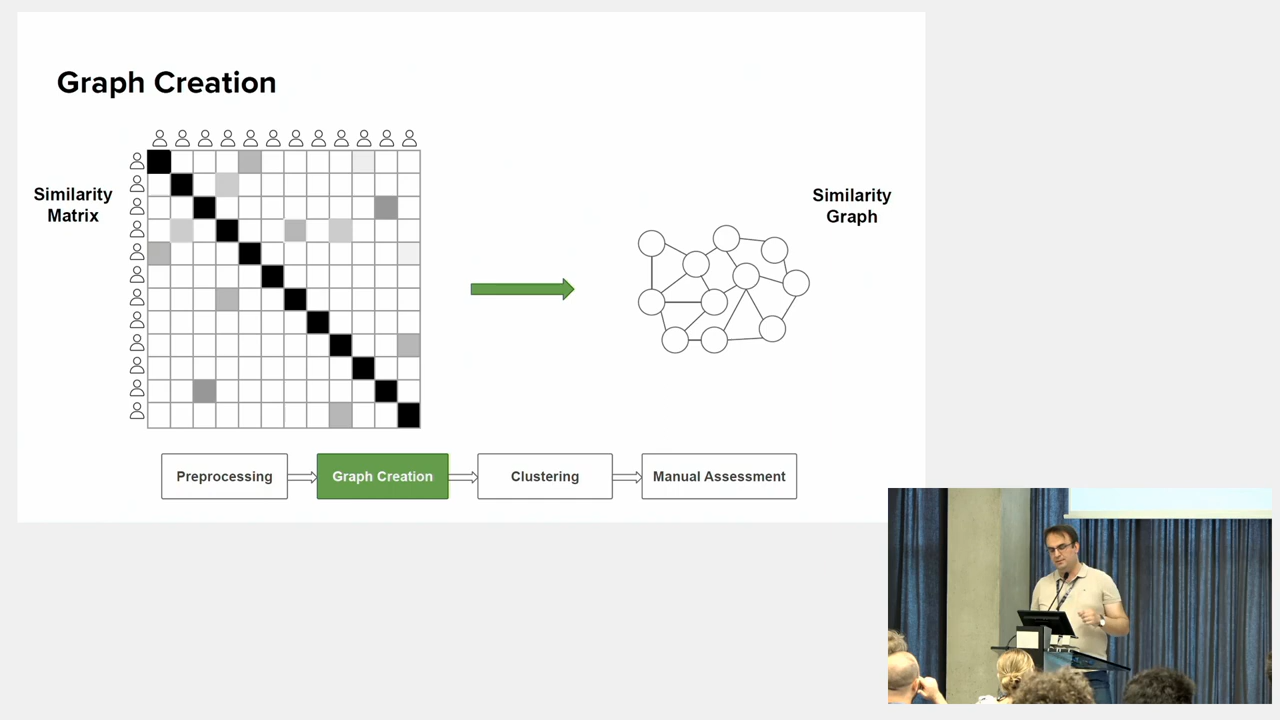 Graph Creation
Similarity
Matrix
Similarity
Graph
Preprocessing
Graph Creation
Clustering
Manual Assessment